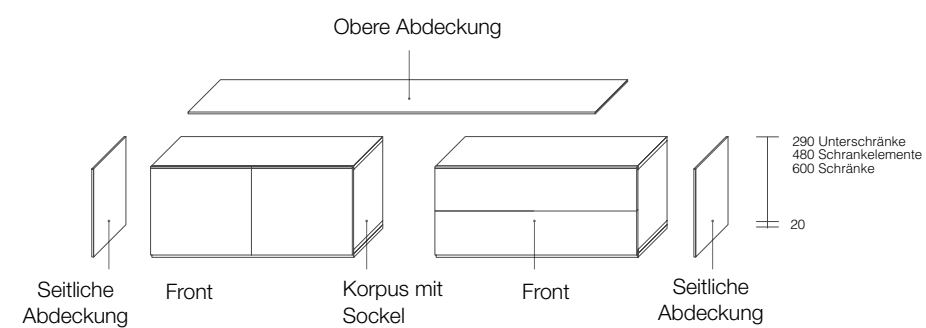 Obere Abdeckung
290 Unterschränke
480 Schrankelemente
600 Schränke
20
Seitliche
Abdeckung
Front
Korpus mit
Sockel
Front
Seitliche
Abdeckung